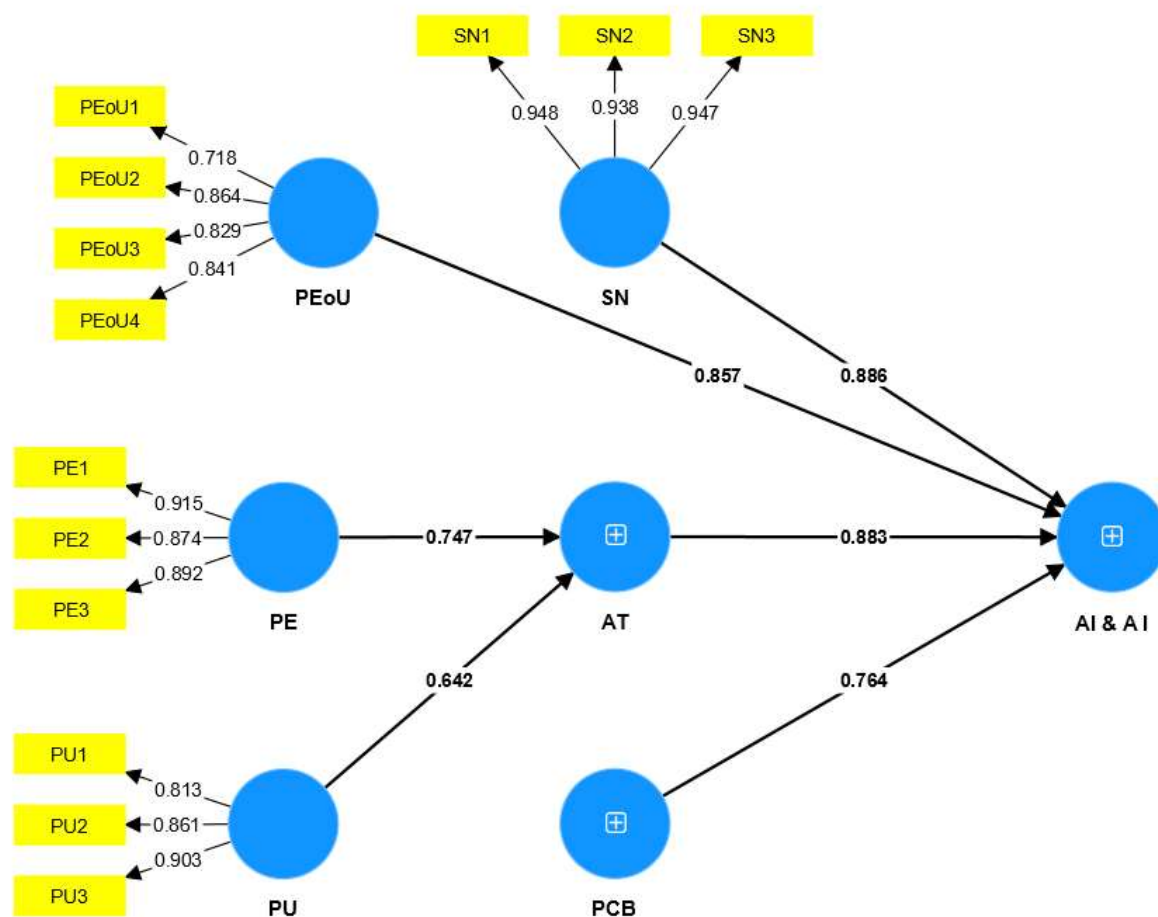 SN1 SN2 SN3
0.948 0.938 0.947
PEoU1
PEoU2
PEoU3
PEoU4
0.718
0.864
0.829
0.841
PEoU
SN
0.857
0.886
PE1
PE2
PE3
0.915
0.874
0.892
PE
0.747
AT
0.883
AI & A I
0.642
0.764
PU1
PU2
PU3
0.813
0.861
0.903
PU
PCB